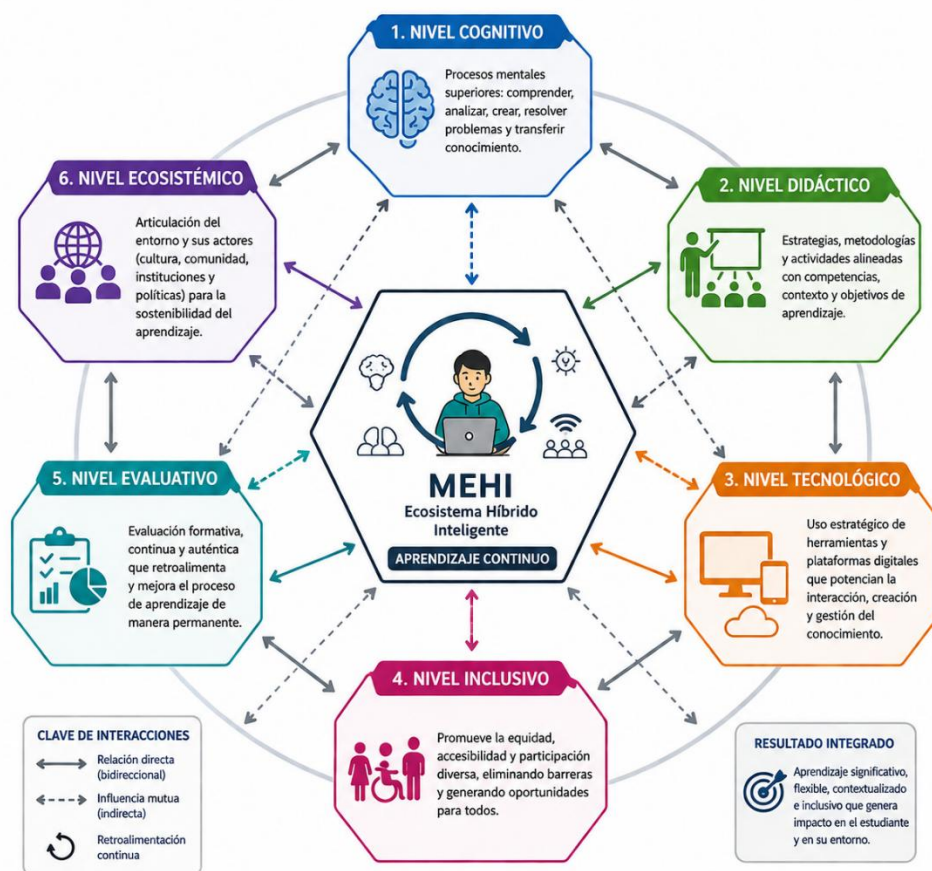 1. NIVEL COGNITIVO
Procesos mentales
superiores: comprender,
analizar, crear, resolver
problemas y transferir
conocimiento.
6. NIVEL ECOSISTÉMICO
Articulación del
entorno y sus actores
(cultura, comunidad,
instituciones y
políticas) para la
sostenibilidad del
aprendizaje.
2. NIVEL DIDÁCTICO
Estrategias, metodologías
y actividades alineadas
con competencias,
contexto y objetivos de
aprendizaje.
MEHI
Ecosistema Híbrido
Inteligente
APRENDIZAJE CONTINUO
5. NIVEL EVALUATIVO
Evaluación formativa,
continua y auténtica
que retroalimenta
y mejora el proceso
de aprendizaje de
manera permanente.
3. NIVEL TECNOLÓGICO
Uso estratégico de
herramientas y
plataformas digitales
que potencian la
interacción, creación
y gestión del
conocimiento.
4. NIVEL INCLUSIVO
Promueve la equidad,
accesibilidad y participación
diversa, eliminando barreras
y generando oportunidades
para todos.
CLAVE DE INTERACCIONES
Relación directa
(bidireccional)
Influencia mutua
(indirecta)
Retroalimentación
continua
RESULTADO INTEGRADO
Aprendizaje significativo,
flexible, contextualizado
e inclusivo que genera
impacto en el estudiante
y en su entorno.